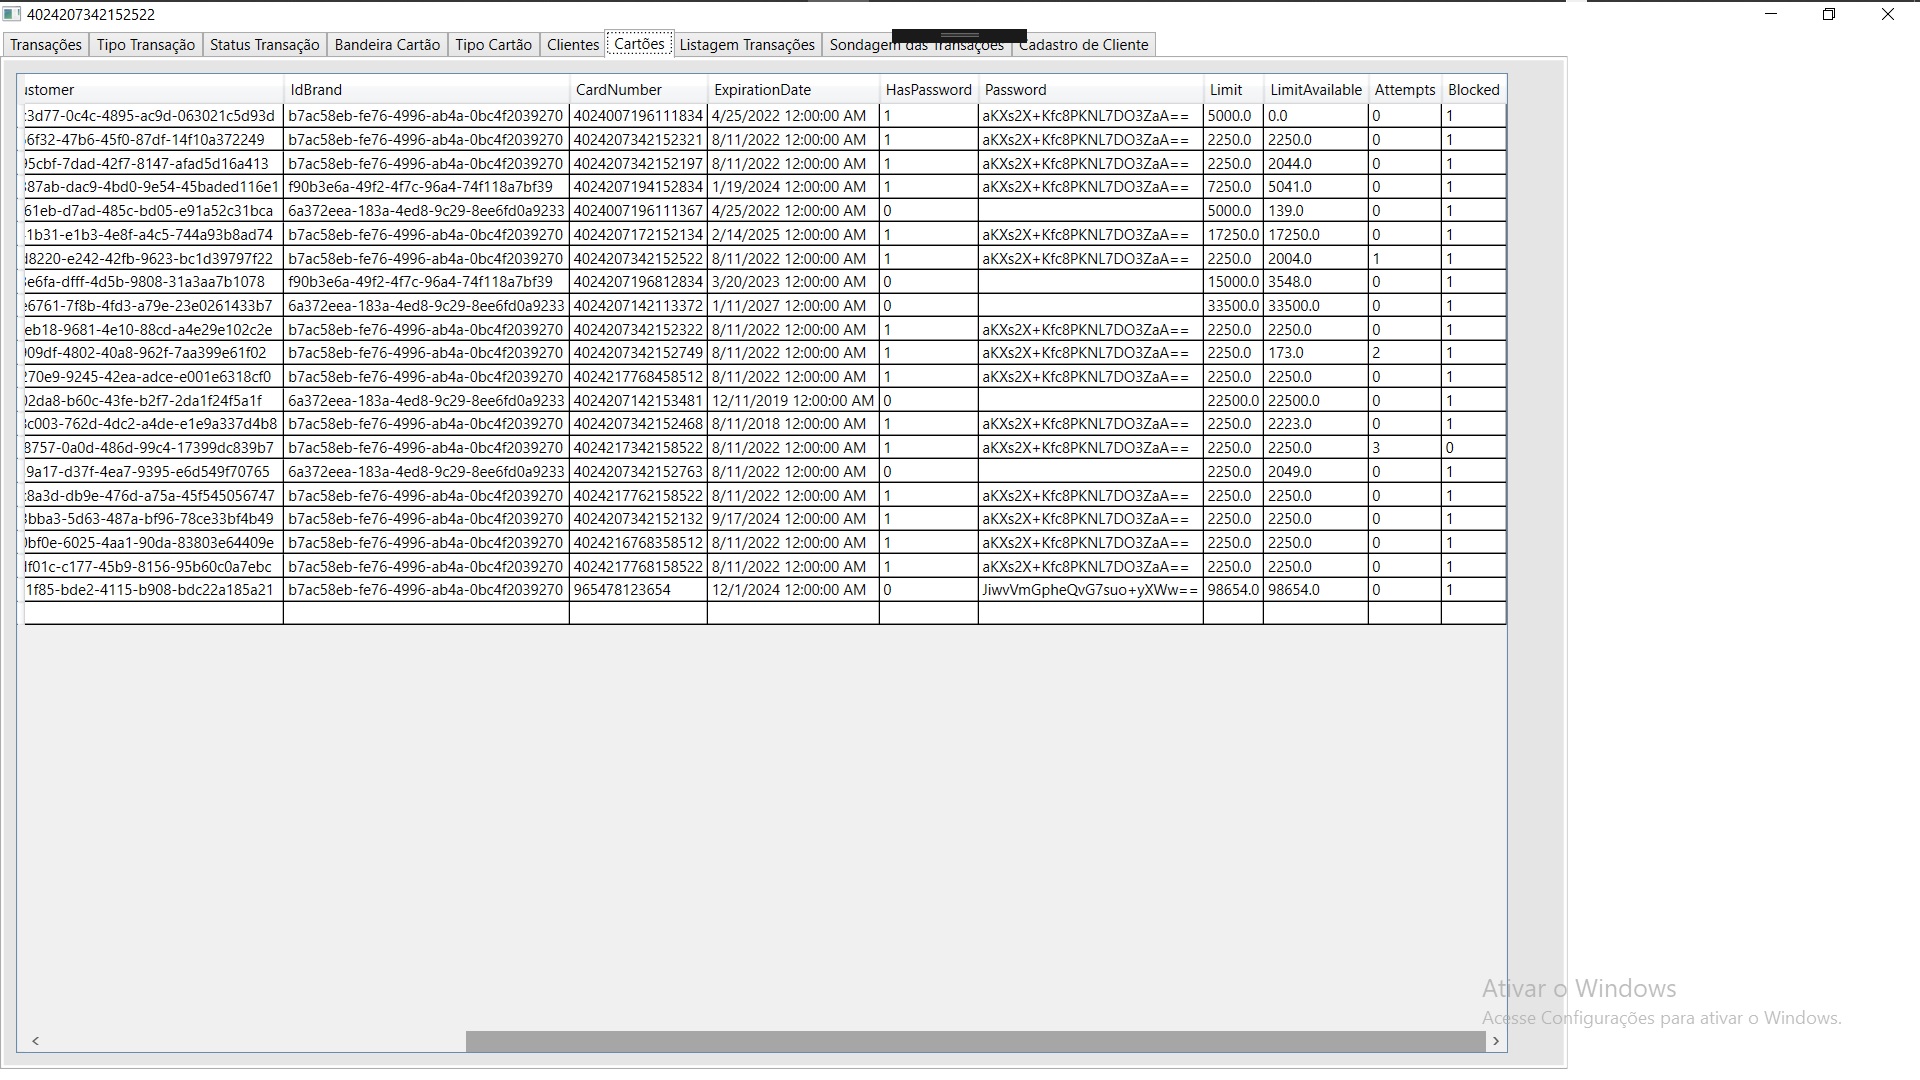 4024207342152522
Transações Tipo Transação Status Transação Bandeira Cartão Tipo Cartão Clientes Cartões Listagem Transações Sondagem das Transações Cadastro de Cliente
ustomer IdBrand CardNumber ExpirationDate HasPassword Password Limit LimitAvailable Attempts Blocked
3d77-0c4c-4895-ac9d-063021c5d93d b7ac58eb-fe76-4996-ab4a-0bc4f2039270 4024007196111834 4/25/2022 12:00:00 AM 1 aKXs2X+Kfc8PKNL7DO3ZaA== 5000.0 0.0 0 1
6f32-47b6-45f0-87df-14f10a372249 b7ac58eb-fe76-4996-ab4a-0bc4f2039270 4024207342152321 8/11/2022 12:00:00 AM 1 aKXs2X+Kfc8PKNL7DO3ZaA== 2250.0 2250.0 0 1
5cbf-7dad-42f7-8147-afad5d16a413 b7ac58eb-fe76-4996-ab4a-0bc4f2039270 4024207342152197 8/11/2022 12:00:00 AM 1 aKXs2X+Kfc8PKNL7DO3ZaA== 2250.0 2044.0 0 1
87ab-dac9-4bd0-9e54-45baded116e1 f90b3e6a-49f2-4f7c-96a4-74f118a7bf39 4024207194152834 1/19/2024 12:00:00 AM 1 aKXs2X+Kfc8PKNL7DO3ZaA== 7250.0 5041.0 0 1
61eb-d7ad-485c-bd05-e91a52c31bca 6a372eea-183a-4ed8-9c29-8ee6fd0a9233 4024007196111367 4/25/2022 12:00:00 AM 0 5000.0 139.0 0 1
1b31-e1b3-4e8f-a4c5-744a93b8ad74 b7ac58eb-fe76-4996-ab4a-0bc4f2039270 4024207172152134 2/14/2025 12:00:00 AM 1 aKXs2X+Kfc8PKNL7DO3ZaA== 17250.0 17250.0 0 1
8220-e242-42fb-9623-bc1d39797f22 b7ac58eb-fe76-4996-ab4a-0bc4f2039270 4024207342152522 8/11/2022 12:00:00 AM 1 aKXs2X+Kfc8PKNL7DO3ZaA== 2250.0 2004.0 1 1
e6fa-dfff-4d5b-9808-31a3aa7b1078 f90b3e6a-49f2-4f7c-96a4-74f118a7bf39 4024207196812834 3/20/2023 12:00:00 AM 0 15000.0 3548.0 0 1
6761-7f8b-4fd3-a79e-23e0261433b7 6a372eea-183a-4ed8-9c29-8ee6fd0a9233 4024207142113372 1/11/2027 12:00:00 AM 0 33500.0 33500.0 0 1
eb18-9681-4e10-88cd-a4e29e102c2e b7ac58eb-fe76-4996-ab4a-0bc4f2039270 4024207342152322 8/11/2022 12:00:00 AM 1 aKXs2X+Kfc8PKNL7DO3ZaA== 2250.0 2250.0 0 1
09df-4802-40a8-962f-7aa399e61f02 b7ac58eb-fe76-4996-ab4a-0bc4f2039270 4024207342152749 8/11/2022 12:00:00 AM 1 aKXs2X+Kfc8PKNL7DO3ZaA== 2250.0 173.0 2 1
70e9-9245-42ea-adce-e001e6318cf0 b7ac58eb-fe76-4996-ab4a-0bc4f2039270 4024217768458512 8/11/2022 12:00:00 AM 1 aKXs2X+Kfc8PKNL7DO3ZaA== 2250.0 2250.0 0 1
2da8-b60c-43fe-b2f7-2da1f24f5a1f 6a372eea-183a-4ed8-9c29-8ee6fd0a9233 4024207142153481 12/11/2019 12:00:00 AM 0 22500.0 22500.0 0 1
c003-762d-4dc2-a4de-e1e9a337d4b8 b7ac58eb-fe76-4996-ab4a-0bc4f2039270 4024207342152468 8/11/2018 12:00:00 AM 1 aKXs2X+Kfc8PKNL7DO3ZaA== 2250.0 2223.0 0 1
8757-0a0d-486d-99c4-17399dc839b7 b7ac58eb-fe76-4996-ab4a-0bc4f2039270 4024217342158522 8/11/2022 12:00:00 AM 1 aKXs2X+Kfc8PKNL7DO3ZaA== 2250.0 2250.0 3 0
9a17-d37f-4ea7-9395-e6d549f70765 6a372eea-183a-4ed8-9c29-8ee6fd0a9233 4024207342152763 8/11/2022 12:00:00 AM 0 2250.0 2049.0 0 1
8a3d-db9e-476d-a75a-45f545056747 b7ac58eb-fe76-4996-ab4a-0bc4f2039270 4024217762158522 8/11/2022 12:00:00 AM 1 aKXs2X+Kfc8PKNL7DO3ZaA== 2250.0 2250.0 0 1
bba3-5d63-487a-bf96-78ce33bf4b49 b7ac58eb-fe76-4996-ab4a-0bc4f2039270 4024207342152132 9/17/2024 12:00:00 AM 1 aKXs2X+Kfc8PKNL7DO3ZaA== 2250.0 2250.0 0 1
bf0e-6025-4aa1-90da-83803e64409e b7ac58eb-fe76-4996-ab4a-0bc4f2039270 4024216768358512 8/11/2022 12:00:00 AM 1 aKXs2X+Kfc8PKNL7DO3ZaA== 2250.0 2250.0 0 1
f01c-c177-45b9-8156-95b60c0a7ebc b7ac58eb-fe76-4996-ab4a-0bc4f2039270 4024217768158522 8/11/2022 12:00:00 AM 1 aKXs2X+Kfc8PKNL7DO3ZaA== 2250.0 2250.0 0 1
1f85-bde2-4115-b908-bdc22a185a21 b7ac58eb-fe76-4996-ab4a-0bc4f2039270 965478123654 12/1/2024 12:00:00 AM 0 JiwvVmGpheQvG7suo+yXWw== 98654.0 98654.0 0 1
Ativar o Windows
Acesse Configurações para ativar o Windows.